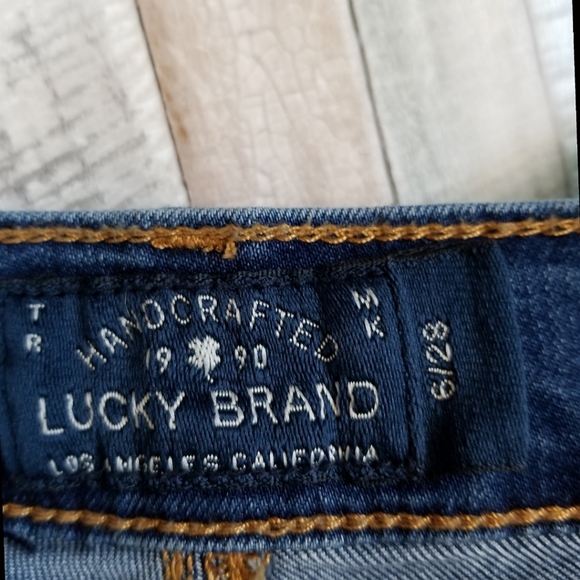 HANDCRAFTED
TR
MK
19 90
LUCKY BRAND
LOS ANGELES CALIFORNIA
6/28